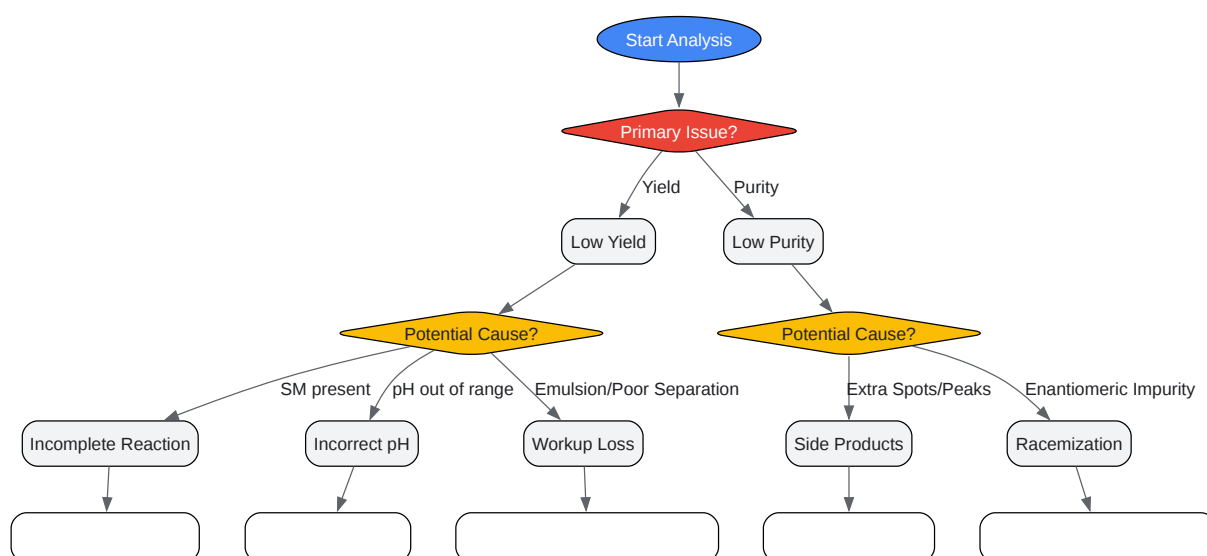 Start Analysis
Primary Issue?
Yield
Purity
Low Yield
Low Purity
Potential Cause?
Potential Cause?
SM present
pH out of range
Emulsion/Poor Separation
Extra Spots/Peaks
Enantiomeric Impurity
Incomplete Reaction
Incorrect pH
Workup Loss
Side Products
Racemization